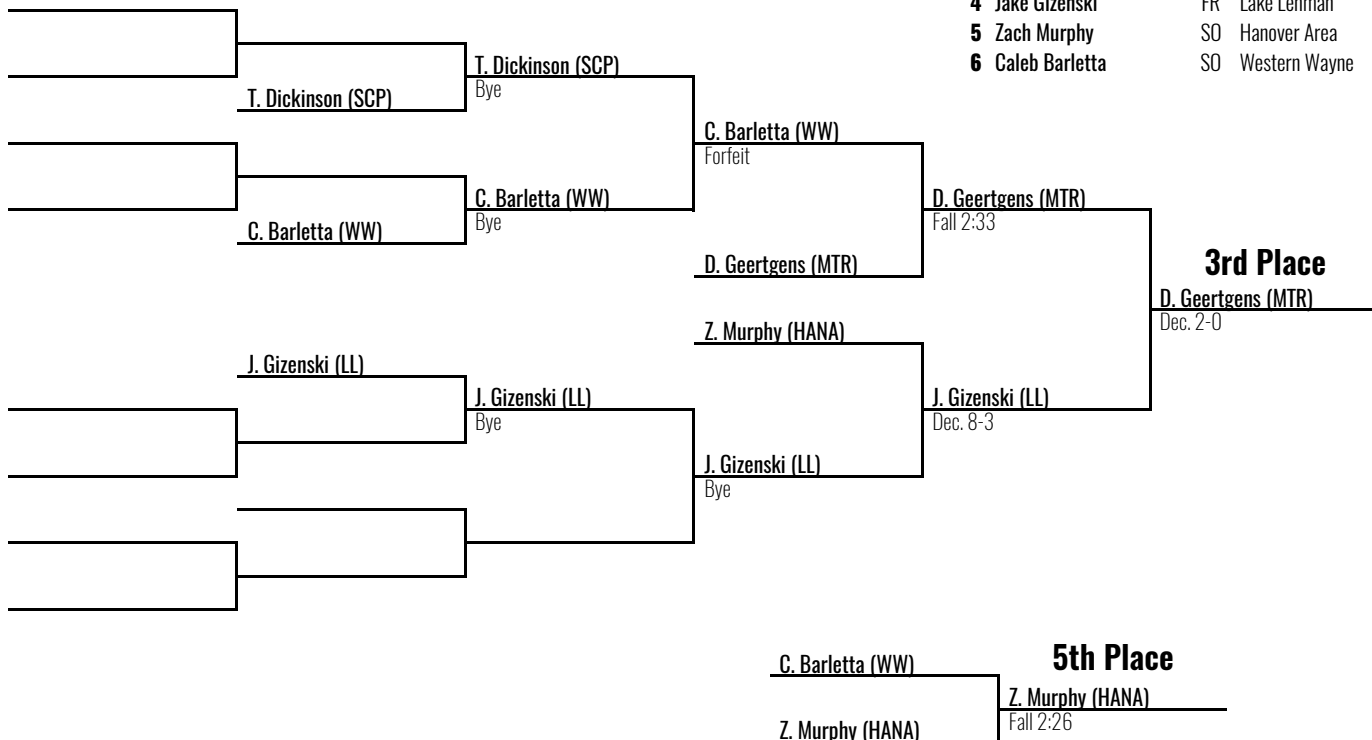 4 Jake Gizenski FR Lake Lehman
5 Zach Murphy SO Hanover Area
6 Caleb Barletta SO Western Wayne
T. Dickinson (SCP)
Bye
T. Dickinson (SCP)
C. Barletta (WW)
Forfeit
C. Barletta (WW)
Bye
D. Geertgens (MTR)
Fall 2:33
C. Barletta (WW)
D. Geertgens (MTR)
3rd Place
D. Geertgens (MTR)
Dec. 2-0
Z. Murphy (HANA)
J. Gizenski (LL)
J. Gizenski (LL)
Bye
J. Gizenski (LL)
Dec. 8-3
J. Gizenski (LL)
Bye
5th Place
C. Barletta (WW)
Z. Murphy (HANA)
Fall 2:26
Z. Murphy (HANA)